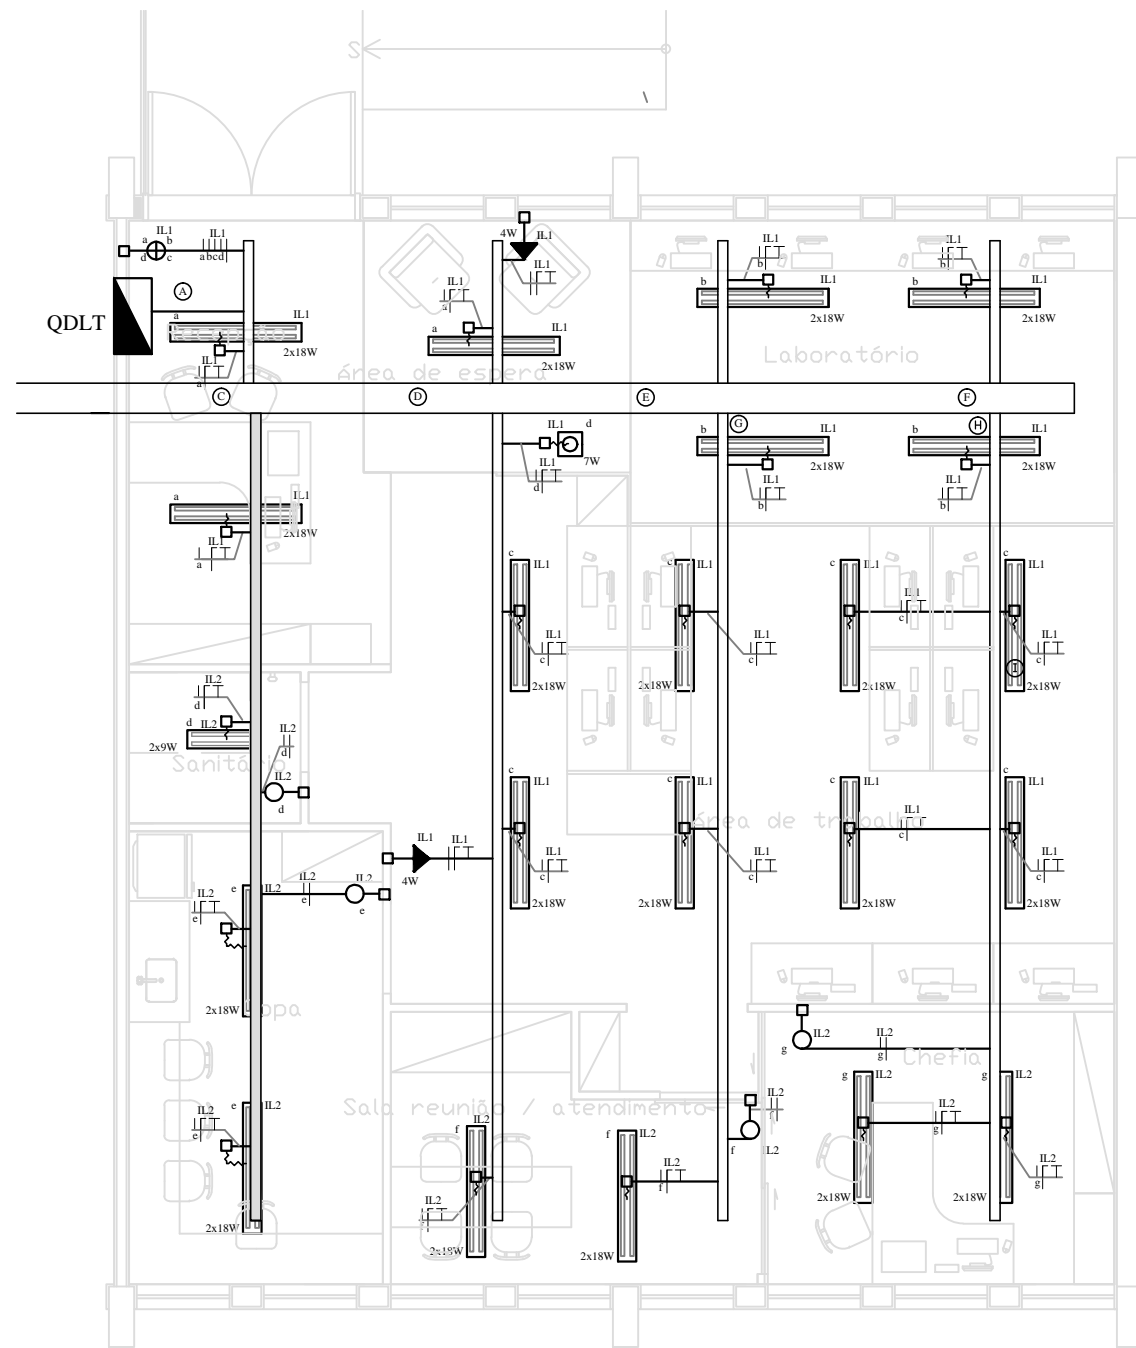 S
IL1
a b
d c
IL1
a b c d
4W
IL1
IL1
IL1
b
IL1
b
A
IL1
a
QDLT
a
IL1
Recepção
2x18W
IL1
a
a
IL1
2x18W
Área de espera
b
IL1
2x18W
b
IL1
2x18W
Laboratório
C
D
E
F
G
H
IL1
d
7W
IL1
d
b
IL1
2x18W
IL1
b
b
IL1
2x18W
IL1
b
a
IL1
2x18W
IL1
a
c
IL1
IL1
c
2x18W
c
IL1
IL1
c
2x18W
c
IL1
IL1
c
2x18W
c
IL1
IL1
c
I
2x18W
IL2
d
d
IL2
2x9W
IL2
d
Sanitário
IL2
d
c
IL1
IL1
c
2x18W
c
IL1
IL1
c
2x18W
c
IL1
IL1
c
2x18W
c
IL1
IL1
c
2x18W
Área de trabalho
IL1
4W
IL1
e
IL2
IL2
e
IL2
e
IL2
e
2x18W
Copa
IL2
g
IL2
g
Chefia
e
IL2
IL2
e
2x18W
Sala reunião / atendimento
IL2
f
f
IL2
f
IL2
IL2
2x18W
f
IL2
IL2
f
2x18W
g
IL2
IL2
g
2x18W
g
IL2
IL2
g
2x18W